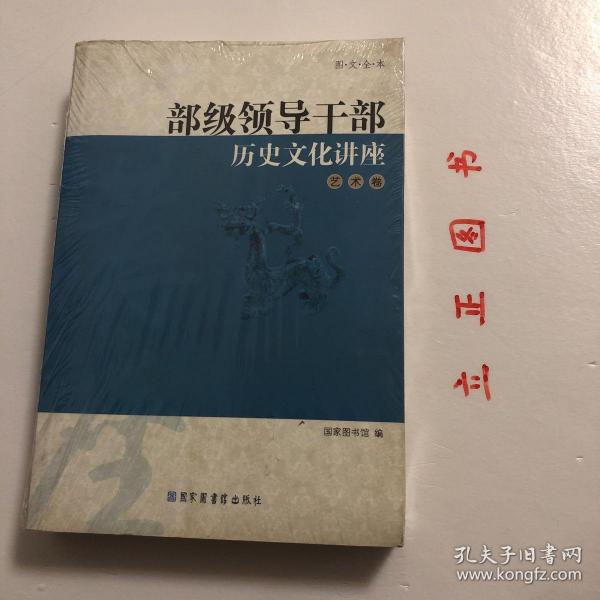 图·文·全·本
部级领导干部
历史文化讲座
艺术卷
国家图书馆 编
国家图书馆出版社
立正图书
孔夫子旧书网
www.kongfz.com